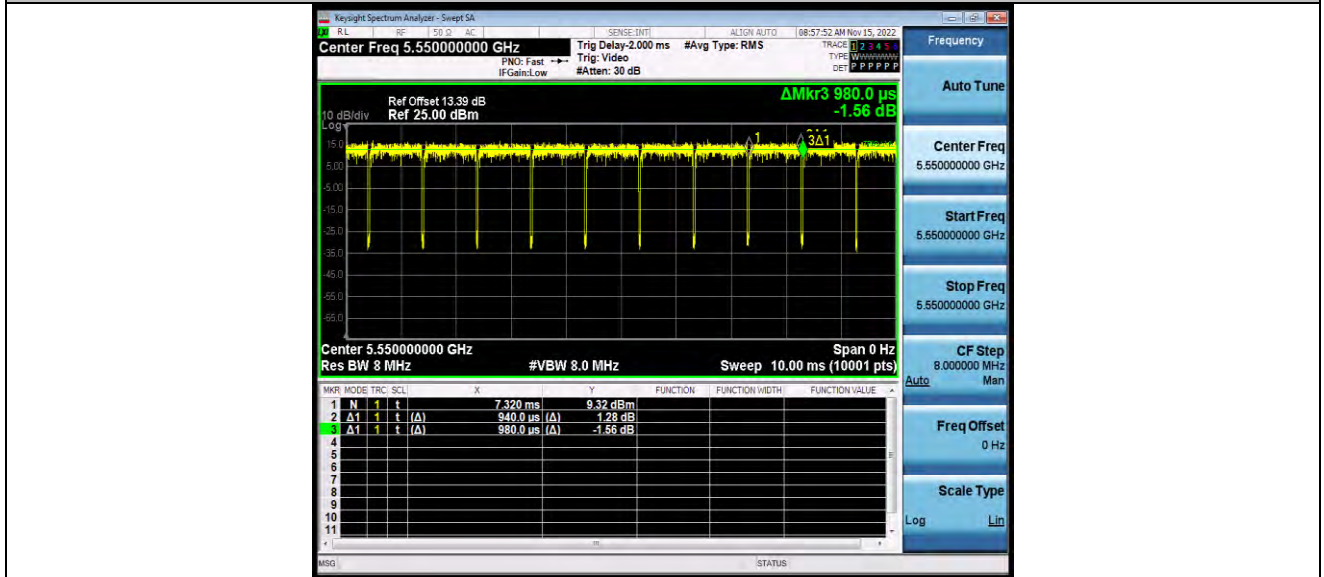 Keysight Spectrum Analyzer - Swept SA
RL RF 50 Ω AC SENSE:INT ALIGN AUTO 08:57:52 AM Nov 15, 2022
Center Freq 5.550000000 GHz
PNO: Fast
IFGain:Low
Trig Delay-2.000 ms
Trig: Video
#Atten: 30 dB
#Avg Type: RMS
TRACE 1 2 3 4 5 6
TYPE
DET P P P P P P
Frequency
ΔMkr3 980.0 µs
-1.56 dB
Ref Offset 13.39 dB
10 dB/div Ref 25.00 dBm
Log
15.0
5.00
-5.00
-15.0
-25.0
-35.0
-45.0
-55.0
-65.0
1
3Δ1
Center 5.550000000 GHz Span 0 Hz
Res BW 8 MHz #VBW 8.0 MHz Sweep 10.00 ms (10001 pts)
MKR MODE TRC SCL X Y FUNCTION FUNCTION WIDTH FUNCTION VALUE
1 N 1 t 7.320 ms 9.32 dBm
2 Δ1 1 t (Δ) 940.0 µs (Δ) 1.28 dB
3 Δ1 1 t (Δ) 980.0 µs (Δ) -1.56 dB
4
5
6
7
8
9
10
11
MSG STATUS
Auto Tune
Center Freq
5.550000000 GHz
Start Freq
5.550000000 GHz
Stop Freq
5.550000000 GHz
CF Step
8.000000 MHz
Auto Man
Freq Offset
0 Hz
Scale Type
Log Lin